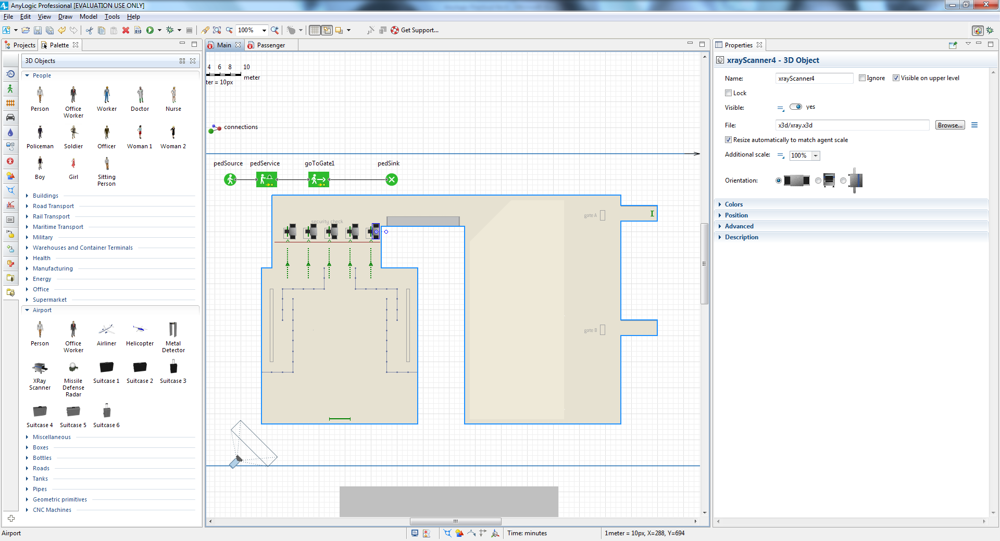 AnyLogic Professional [EVALUATION USE ONLY]
File Edit View Draw Model Tools Help
100% Get Support...
Projects Palette
3D Objects
People
Person Office Worker Worker Doctor Nurse
Policeman Soldier Officer Woman 1 Woman 2
Boy Girl Sitting Person
Buildings
Road Transport
Rail Transport
Maritime Transport
Military
Warehouses and Container Terminals
Health
Manufacturing
Energy
Office
Supermarket
Airport
Person Office Worker Airliner Helicopter Metal Detector
XRay Scanner Missile Defense Radar Suitcase 1 Suitcase 2 Suitcase 3
Suitcase 4 Suitcase 5 Suitcase 6
Miscellaneous
Boxes
Bottles
Roads
Tanks
Pipes
Geometric primitives
CNC Machines
Main Passenger
4 6 8 10
meter
ter = 10px
connections
pedSource pedService goToGate1 pedSink
security check
gate A
gate B
Properties
xrayScanner4 - 3D Object
Name: xrayScanner4 Ignore Visible on upper level
Lock
Visible: yes
File: x3d/xray.x3d Browse...
Resize automatically to match agent scale
Additional scale: 100%
Orientation:
Colors
Position
Advanced
Description
Airport Time: minutes 1meter = 10px, X=288, Y=694